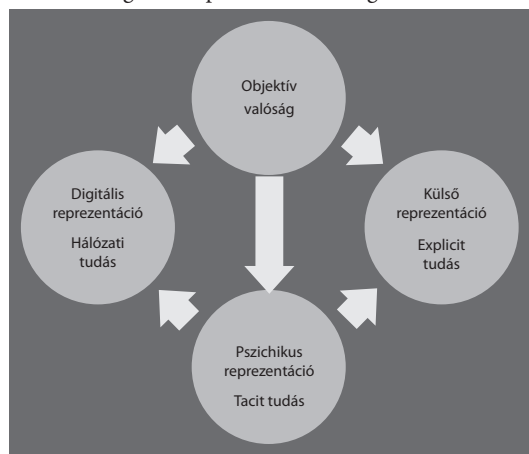 Objektív
valóság
Digitális
reprezentáció
Hálózati
tudás
Külső
reprezentáció
Explicit
tudás
Pszichikus
reprezentáció
Tacit tudás